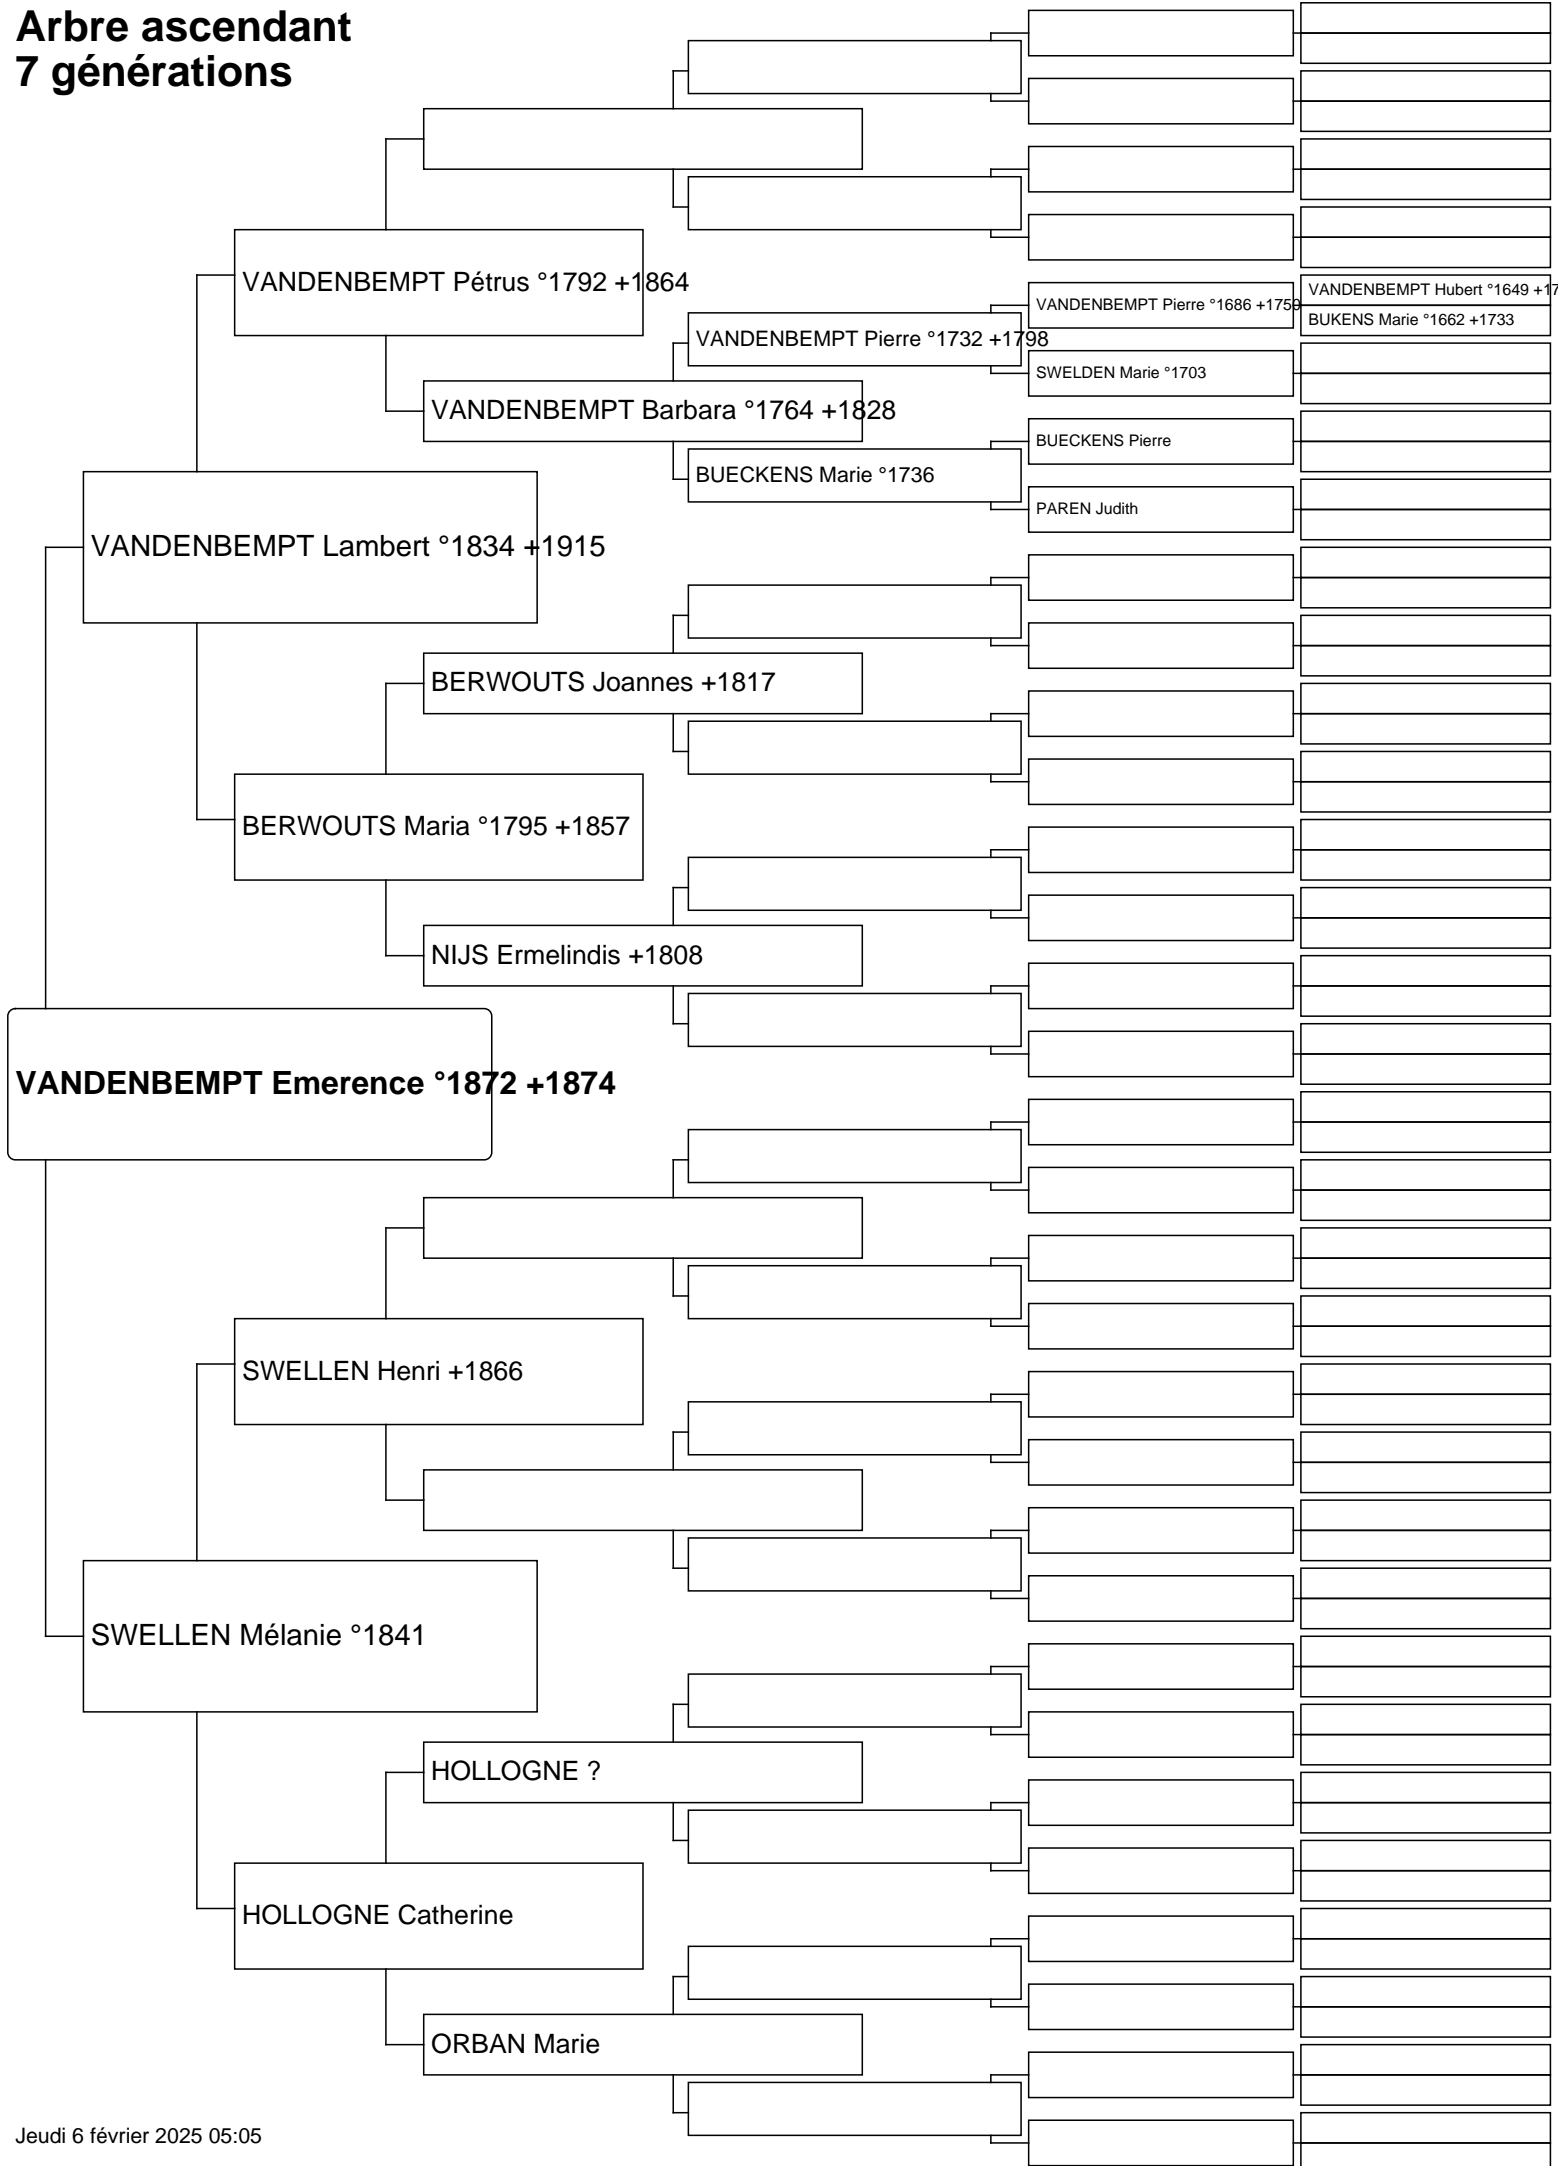 Arbre ascendant
7 générations
VANDENBEMPT Pétrus °1792 +1864
VANDENBEMPT Pierre °1686 +1750
VANDENBEMPT Hubert °1649
BUKENS Marie °1662 +1733
VANDENBEMPT Pierre °1732 +1798
SWELDEN Marie °1703
VANDENBEMPT Barbara °1764 +1828
BUECKENS Pierre
BUECKENS Marie °1736
PAREN Judith
VANDENBEMPT Lambert °1834 +1915
BERWOUTS Joannes +1817
BERWOUTS Maria °1795 +1857
NIJS Ermelindis +1808
VANDENBEMPT Emerence °1872 +1874
SWELLEN Henri +1866
SWELLEN Mélanie °1841
HOLLOGNE ?
HOLLOGNE Catherine
ORBAN Marie
Jeudi 6 février 2025 05:05